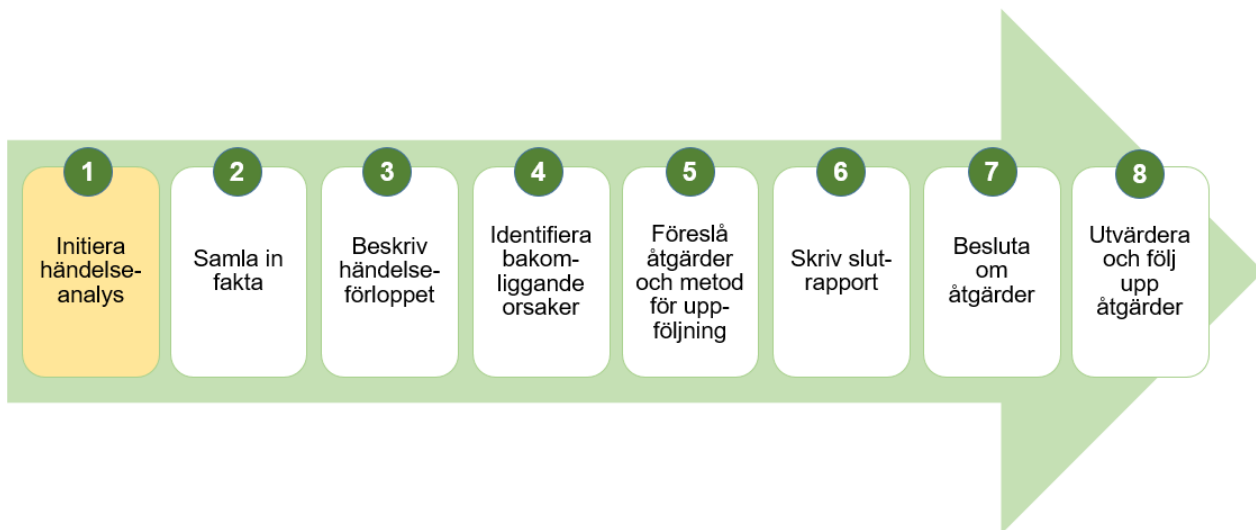 1
Initiera
händelse-
analys
2
Samla in
fakta
3
Beskriv
händelse-
förloppet
4
Identifiera
bakom-
liggande
orsaker
5
Föreslå
åtgärder
och metod
för upp-
följning
6
Skriv slut-
rapport
7
Besluta
om
åtgärder
8
Utvärdera
och följ
upp
åtgärder